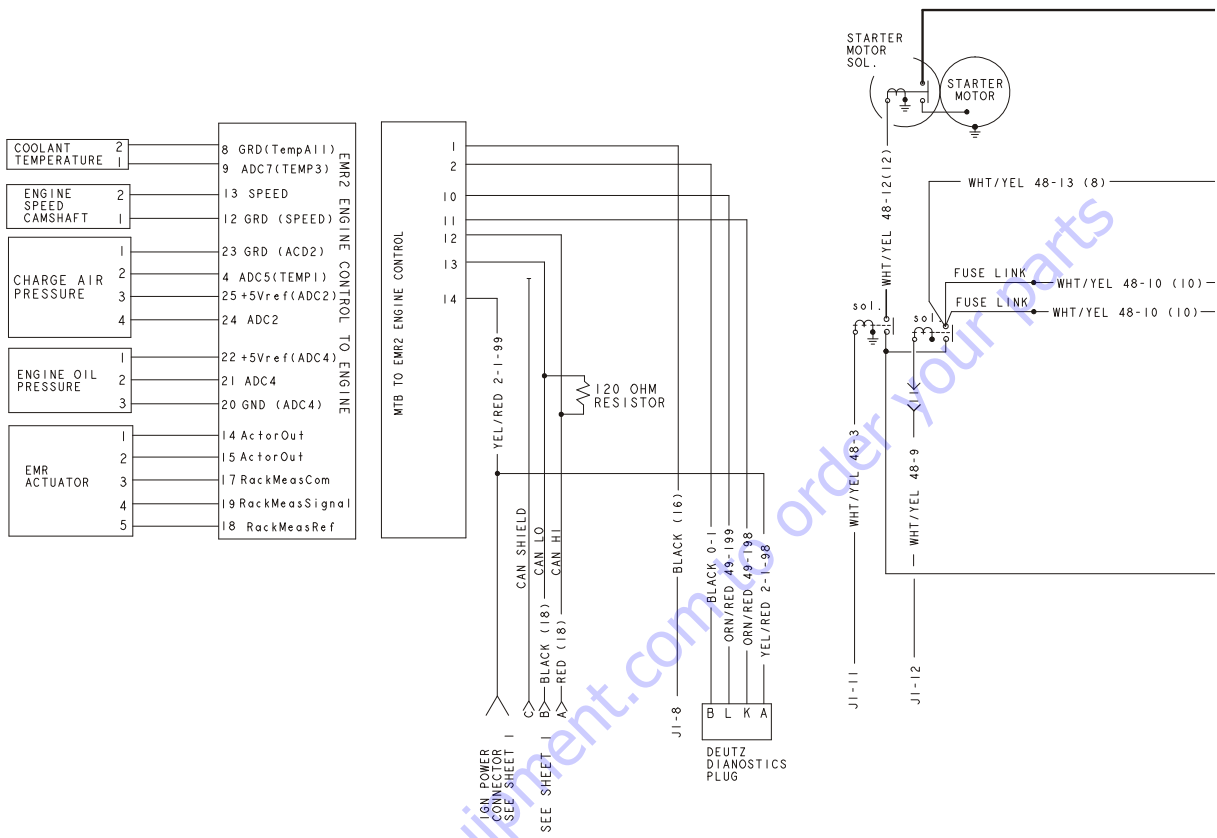 STARTER
MOTOR
SOL.
STARTER
MOTOR
COOLANT
TEMPERATURE
2
1
8 GRD(TempAll)
9 ADC7(TEMP3)
ENGINE
SPEED
CAMSHAFT
2
1
13 SPEED
12 GRD (SPEED)
CHARGE AIR
PRESSURE
1
2
3
4
23 GRD (ACD2)
4 ADC5(TEMP1)
25 +5Vref(ADC2)
24 ADC2
ENGINE OIL
PRESSURE
1
2
3
22 +5Vref(ADC4)
21 ADC4
20 GND (ADC4)
EMR
ACTUATOR
1
2
3
4
5
14 ActorOut
15 ActorOut
17 RackMeasCom
19 RackMeasSignal
18 RackMeasRef
EMR2 ENGINE CONTROL TO ENGINE
MTB TO EMR2 ENGINE CONTROL
1
2
10
11
12
13
14
YEL/RED 2-1-99
120 OHM
RESISTOR
CAN SHIELD
CAN LO
CAN HI
BLACK (18)
RED (18)
BLACK (16)
BLACK 0-1
ORN/RED 49-199
ORN/RED 49-198
YEL/RED 2-1-98
C
B
A
IGN POWER
CONNECTOR
SEE SHEET 1
SEE SHEET 1
J1-8
B L K A
DEUTZ
DIANOSTICS
PLUG
WHT/YEL 48-12(12)
WHT/YEL 48-13 (8)
FUSE LINK
WHT/YEL 48-10 (10)
FUSE LINK
WHT/YEL 48-10 (10)
sol.
sol.
WHT/YEL 48-3
WHT/YEL 48-9
J1-11
J1-12
uipment.com to order your parts